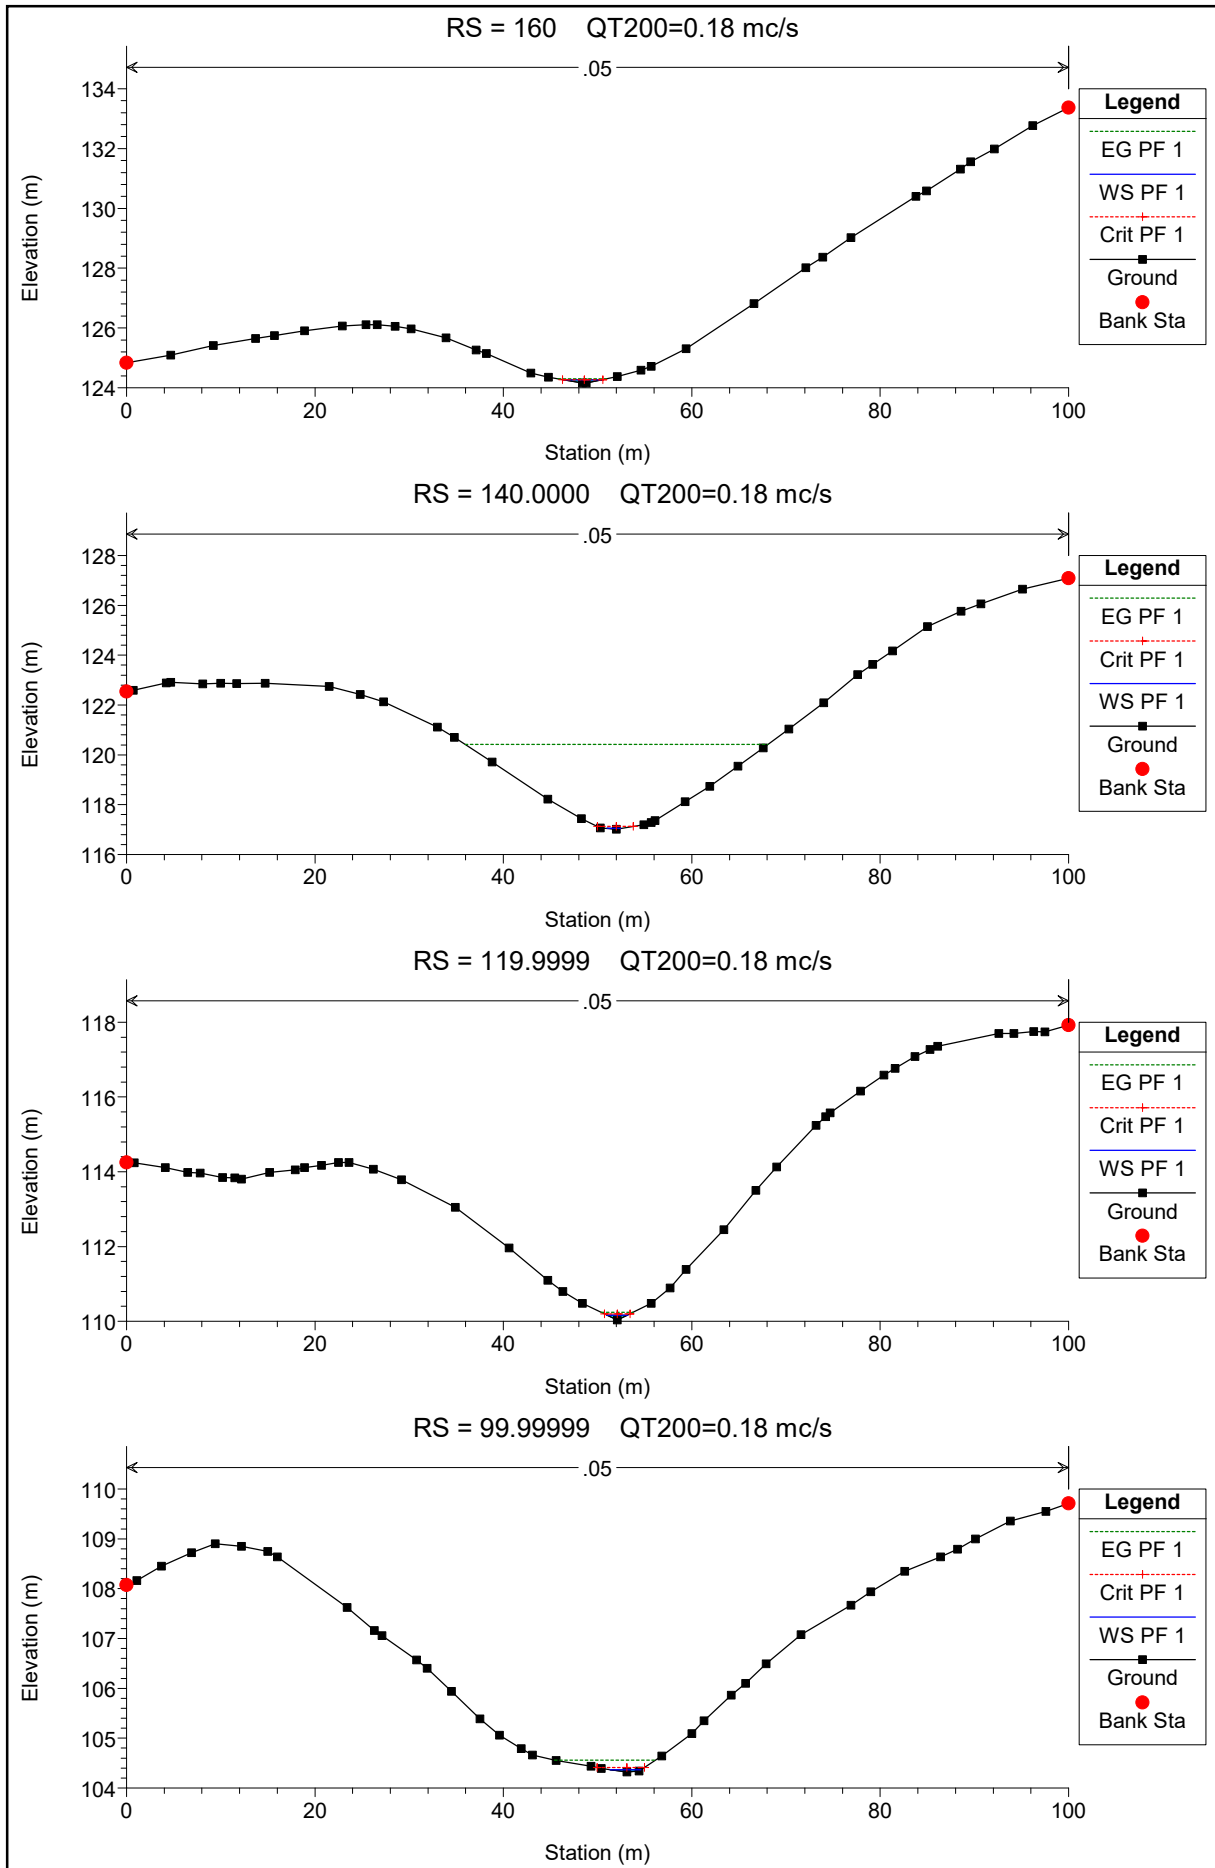 RS = 160    QT200=0.18 mc/s
.05
134
132
130
128
126
124
Elevation (m)
0 20 40 60 80 100
Station (m)
Legend
EG PF 1
WS PF 1
Crit PF 1
Ground
Bank Sta
RS = 140.0000    QT200=0.18 mc/s
.05
128
126
124
122
120
118
116
Elevation (m)
0 20 40 60 80 100
Station (m)
Legend
EG PF 1
Crit PF 1
WS PF 1
Ground
Bank Sta
RS = 119.9999    QT200=0.18 mc/s
.05
118
116
114
112
110
Elevation (m)
0 20 40 60 80 100
Station (m)
Legend
EG PF 1
Crit PF 1
WS PF 1
Ground
Bank Sta
RS = 99.99999    QT200=0.18 mc/s
.05
110
109
108
107
106
105
104
Elevation (m)
0 20 40 60 80 100
Station (m)
Legend
EG PF 1
Crit PF 1
WS PF 1
Ground
Bank Sta